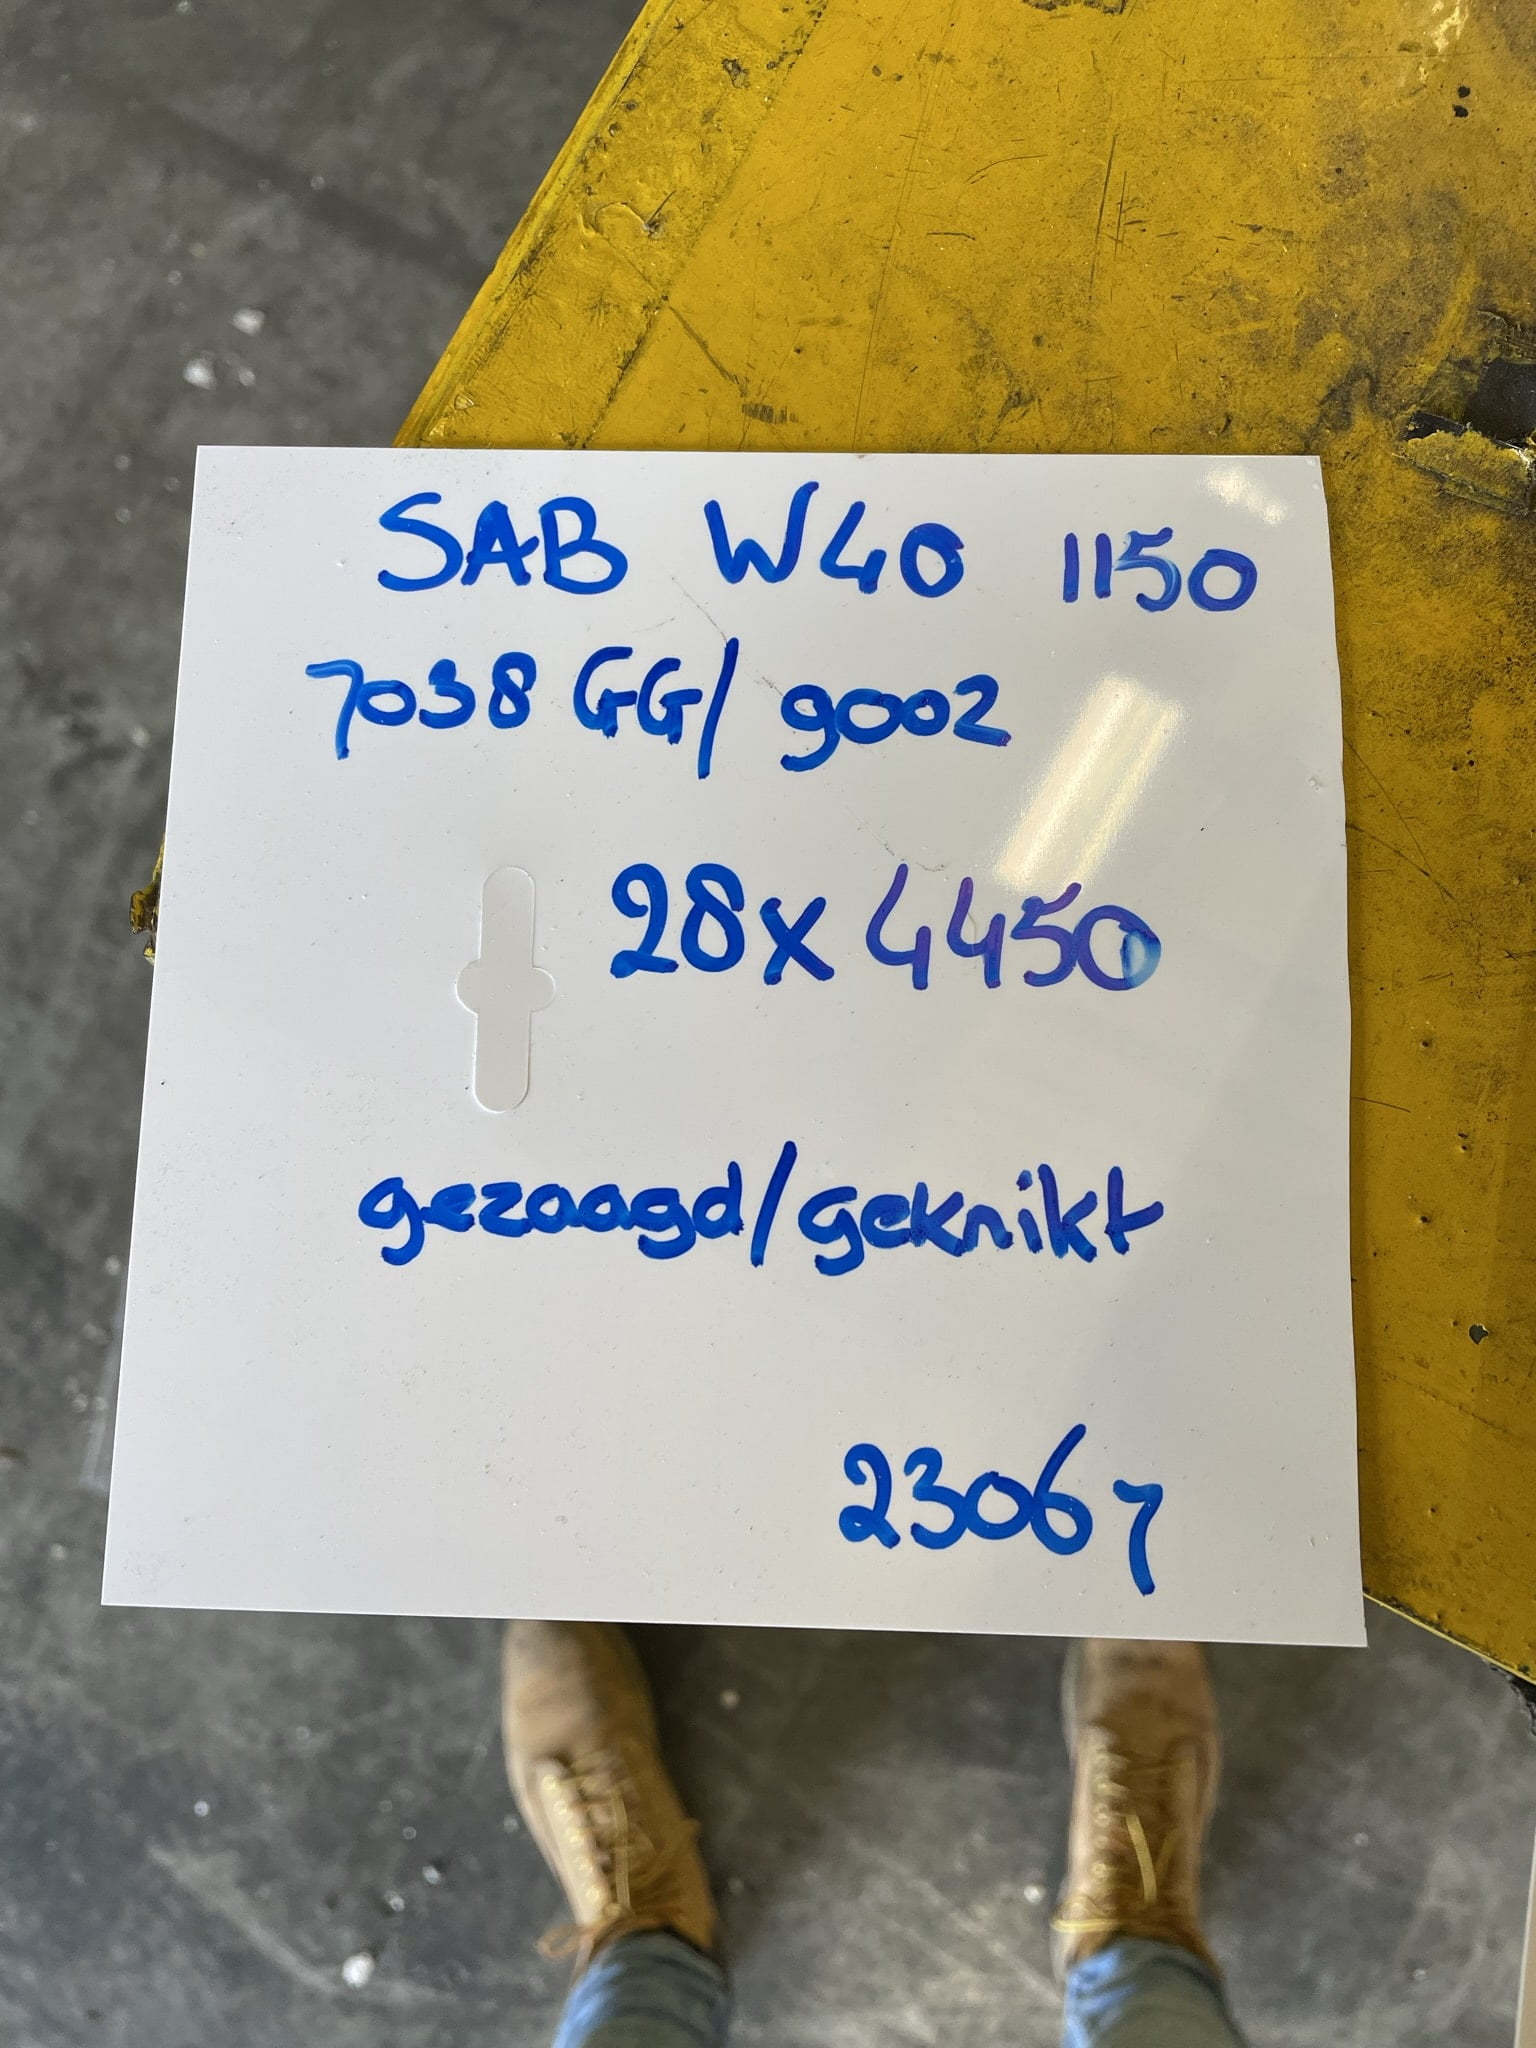 SAB W40 1150
7038 GG/ 9002
28x 4450
gezaagd/geknikt
23067